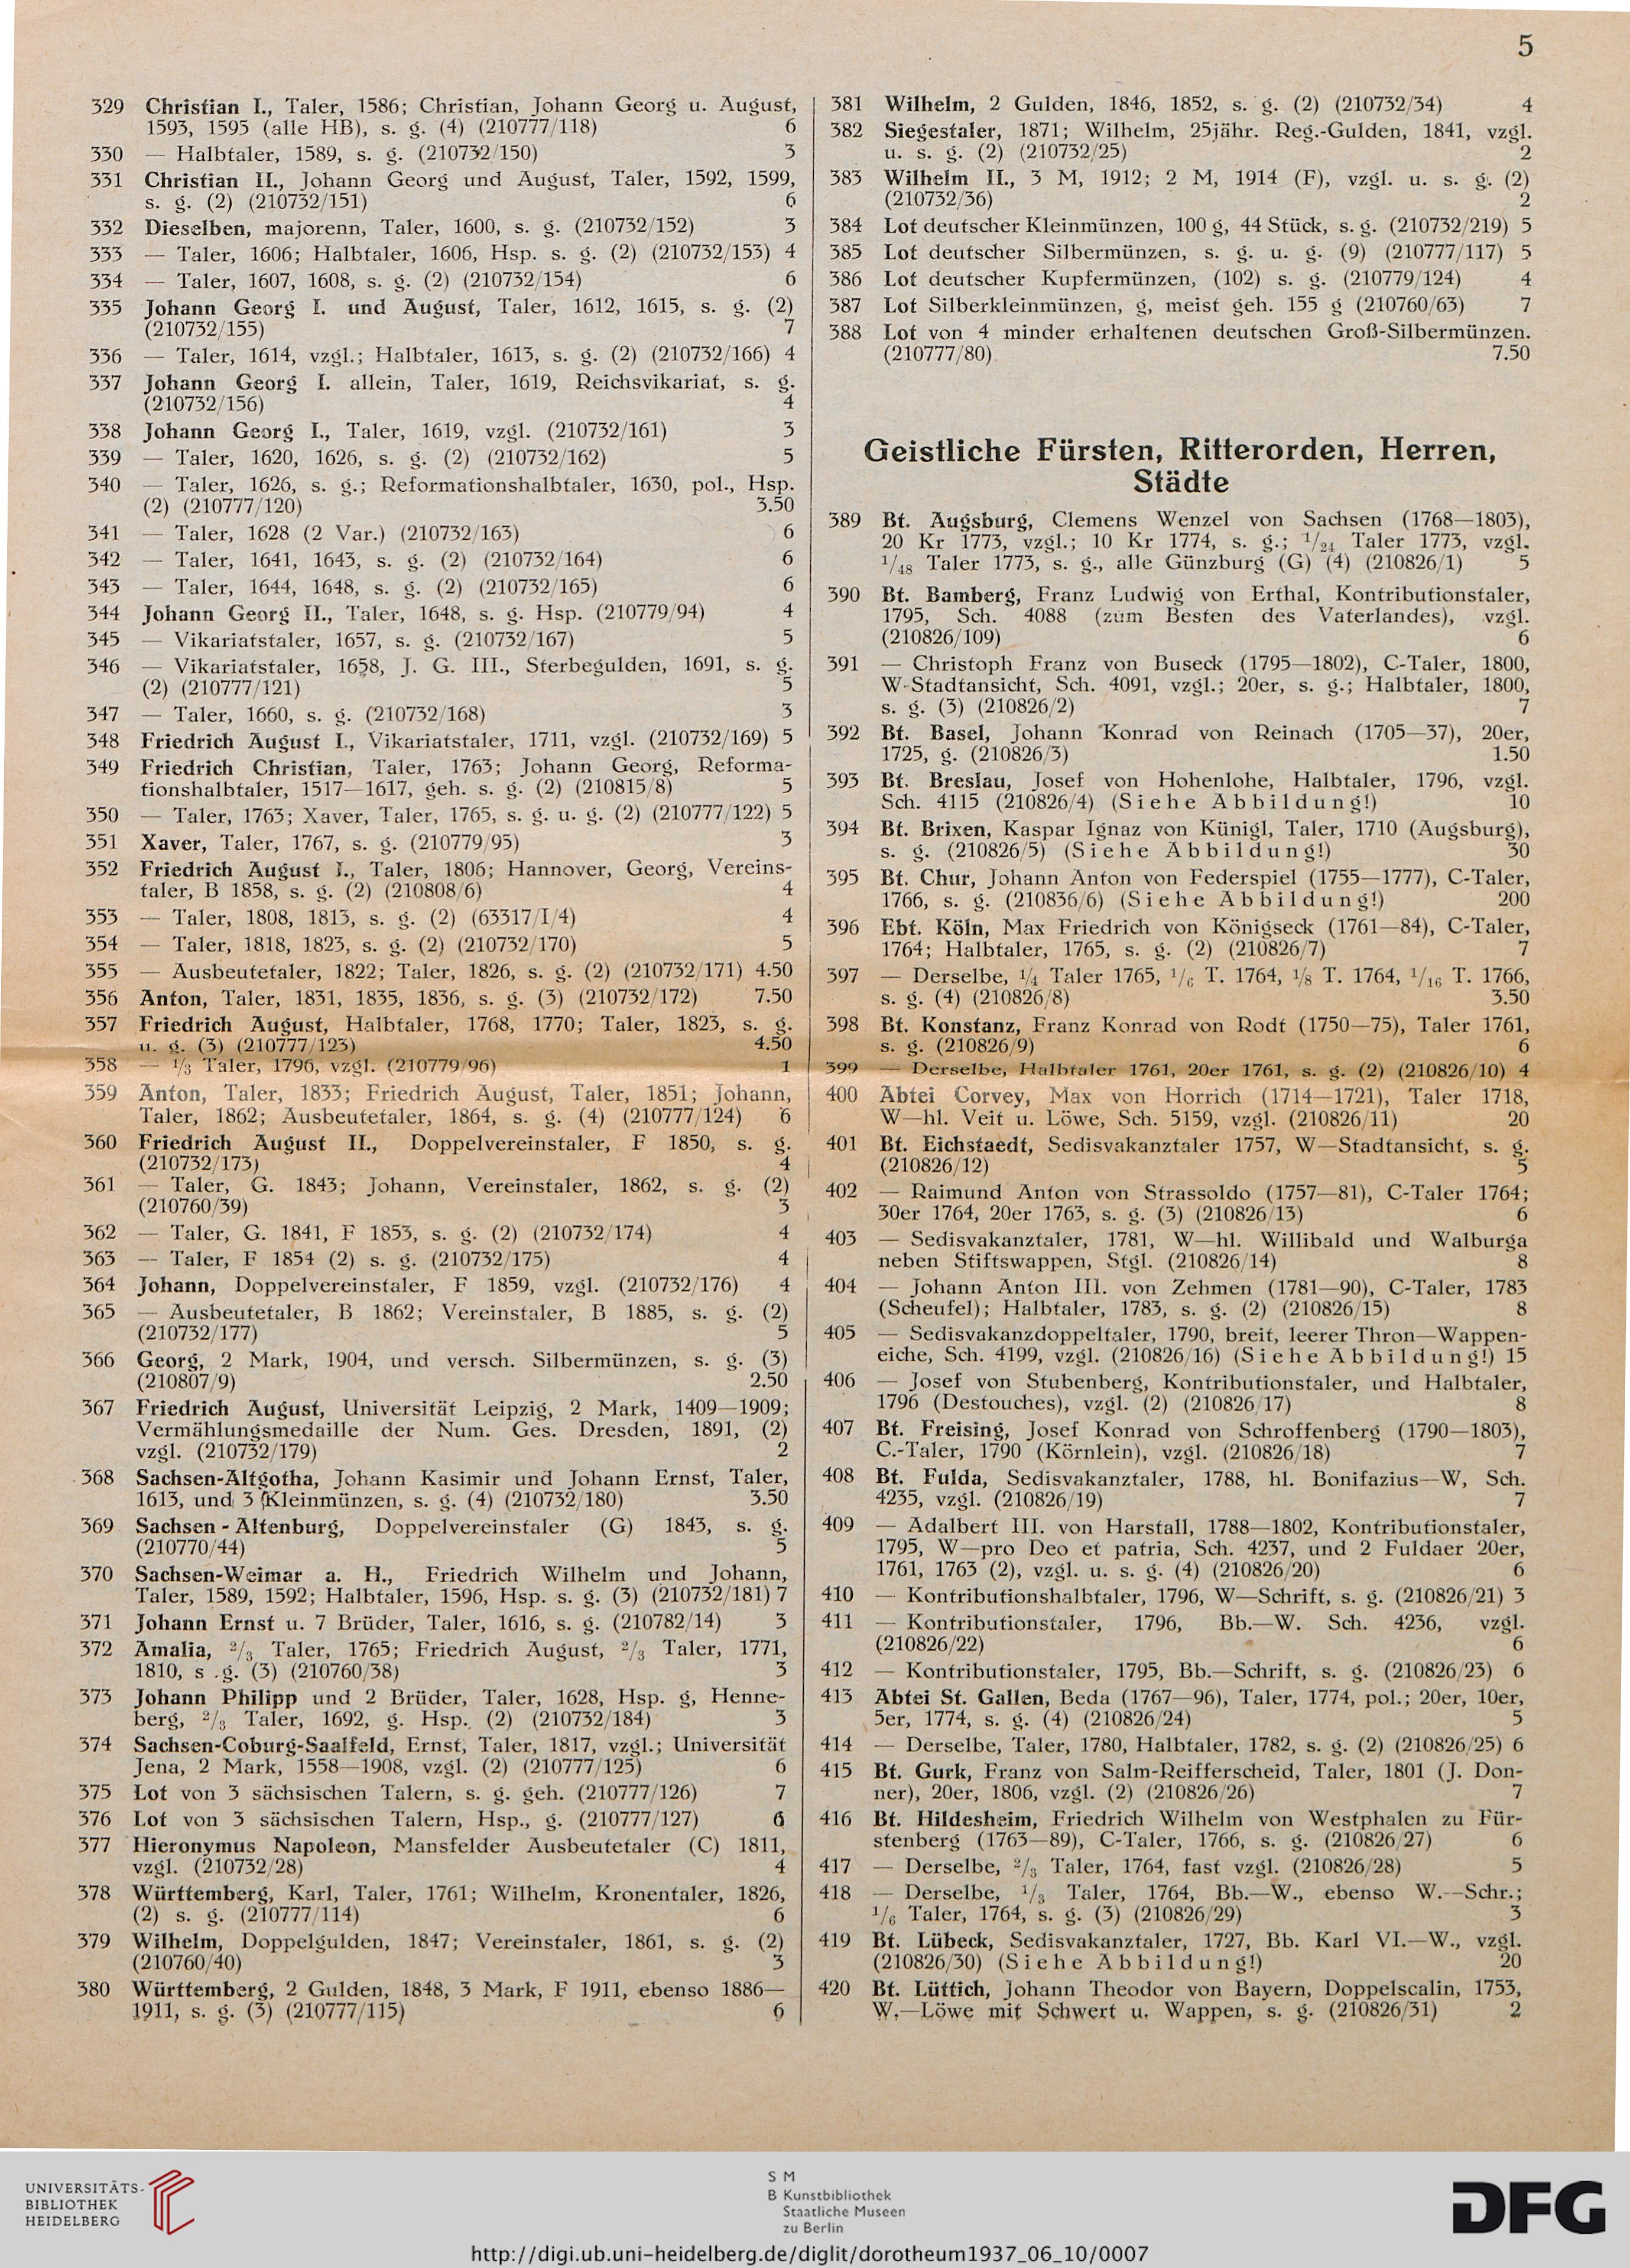 5
329 Christian I., Taler, 1586; Christian, Johann Georg u. August,
1593, 1595 (alle HB), s. g. (4) (210777/118) 6
330 — Halbtaler, 1589, s. g. (210732/150) 3
331 Christian II., Johann Georg und August, Taler, 1592, 1599,
s. g. (2) (210732/151) 6
332 Dieselben, majorenn, Taler, 1600, s. g. (210732/152) 3
333 — Taler, 1606; Halbtaler, 1606, Hsp. s. g. (2) (210732/153) 4
334 — Taler, 1607, 1608, s. g. (2) (210732/154) 6
335 Johann Georg I. und August, Taler, 1612, 1615, s. g. (2)
(210732/155) 7
336 — Taler, 1614, vzgl.; Halbtaler, 1613, s. g. (2) (210732/166) 4
337 Johann Georg I. allein, Taler, 1619, Reichsvikariat, s. g.
(210732/156) 4
338 Johann Georg I., Taler, 1619, vzgl. (210732/161) 3
339 — Taler, 1620, 1626, s. g. (2) (210732/162) 5
340 — Taler, 1626, s. g.; Reformationshalbtaler, 1630, pol., Hsp.
(2) (210777/120) 3.50
341 — Taler, 1628 (2 Var.) (210732/163) 6
342 — Taler, 1641, 1643, s. g. (2) (210732/164) 6
343 — Taler, 1644, 1648, s. g. (2) (210732/165) 6
344 Johann Georg II., Taler, 1648, s. g. Hsp. (210779/94) 4
345 — Vikariatstaler, 1657, s. g. (210732/167) 5
346 — Vikariatstaler, 1658, J. G. III., Sterbegulden, 1691, s. g.
(2) (210777/121) 5
347 — Taler, 1660, s. g. (210732/168) 3
348 Friedrich August I., Vikariatstaler, 1711, vzgl. (210732/169) 5
349 Friedrich Christian, Taler, 1763; Johann Georg, Reforma-
tionshalbtaler, 1517—1617, geh. s. g. (2) (210815/8) 5
350 — Taler, 1763; Xaver, Taler, 1765, s. g. u. g. (2) (210777/122) 5
351 Xaver, Taler, 1767, s. g. (210779/95) 3
352 Friedrich August I., Taler, 1806; Hannover, Georg, Vereins-
taler, B 1858, s. g. (2) (210808/6) 4
353 — Taler, 1808, 1813, s. g. (2) (63317/I/4) 4
354 — Taler, 1818, 1823, s. g. (2) (210732/170) 5
355 — Ausbeutetaler, 1822; Taler, 1826, s. g. (2) (210732/171) 4.50
356 Anton, Taler, 1831, 1835, 1836, s. g. (3) (210732/172) 7.50
357 Friedrich August, Halbtaler, 1768, 1770; Taler, 1823, s. g.
u. g. (3) (210777/123) 4.50
358 — 1/3 Taler, 1796, vzgl. (210779/96) 1
359 Anton, Taler, 1833; Friedrich August, Taler, 1851; Johann,
Taler, 1862; Ausbeutetaler, 1864, s. g. (4) (210777/124) 6
360 Friedrich August II., Doppelvereinstaler, F 1850, s. g.
(210732/173) 4
361 — Taler, G. 1843; Johann, Vereinstaler, 1862, s. g. (2)
(210760/39) 3
362 — Taler, G. 1841, F 1853, s. g. (2) (210732/174) 4
363 — Taler, F 1854 (2) s. g. (210732/175) 4
364 Johann, Doppelvereinstaler, F 1859, vzgl. (210732/176) 4
365 — Ausbeutetaler, B 1862; Vereinstaler, B 1885, s. g. (2)
(210732/177) 5
366 Georg, 2 Mark, 1904, und versch. Silbermünzen, s. g. (3)
(210807/9) 2.50
367 Friedrich August, Universität Leipzig, 2 Mark, 1409—1909;
Vermählungsmedaille der Num. Ges. Dresden, 1891, (2)
vzgl. (210732/179) 2
368 Sachsen-Altgotha, Johann Kasimir und Johann Ernst, Taler,
1613, und 3 Kleinmünzen, s. g. (4) (210732/180) 3.50
369 Sachsen-Altenburg, Doppelvereinstaler (G) 1843, s. g.
(210770/44) 5
370 Sachsen-Weimar a. H., Friedrich Wilhelm und Johann,
Taler, 1589, 1592; Halbtaler, 1596, Hsp. s. g. (3) (210732/181) 7
371 Johann Ernst u. 7 Brüder, Taler, 1616, s. g. (210782/14) 3
372 Amalia, 2/3 Taler, 1765; Friedrich August, 2/3 Taler, 1771,
1810, s .g. (3) (210760/38) 3
373 Johann Philipp und 2 Brüder, Taler, 1628, Hsp. g, Henne-
berg, 2/3 Taler, 1692, g. Hsp. (2) (210732/184) 3
374 Sachsen-Coburg-Saalfeld, Ernst, Taler, 1817, vzgl.; Universität
Jena, 2 Mark, 1558—1908, vzgl. (2) (210777/125) 6
375 Lot von 3 sächsischen Talern, s. g. geh. (210777/126) 7
376 Lot von 3 sächsischen Talern, Hsp., g. (210777/127) 6
377 Hieronymus Napoleon, Mansfelder Ausbeutetaler (C) 1811,
vzgl. (210732/28) 4
378 Württemberg, Karl, Taler, 1761; Wilhelm, Kronentaler, 1826,
(2) s. g. (210777/114) 6
379 Wilhelm, Doppelgulden, 1847; Vereinstaler, 1861, s. g. (2)
(210760/40) 3
380 Württemberg, 2 Gulden, 1848, 3 Mark, F 1911, ebenso 1886—
1911, s. g. (3) (210777/115) 6
381 Wilhelm, 2 Gulden, 1846, 1852, s. g. (2) (210732/34) 4
382 Siegestaler, 1871; Wilhelm, 25jähr. Reg.-Gulden, 1841, vzgl.
u. s. g. (2) (210732/25) 2
383 Wilhelm II., 3 M, 1912; 2 M, 1914 (F), vzgl. u. s. g. (2)
(210732/36) 2
384 Lot deutscher Kleinmünzen, 100 g, 44 Stück, s. g. (210732/219) 5
385 Lot deutscher Silbermünzen, s. g. u. g. (9) (210777/117) 5
386 Lot deutscher Kupfermünzen, (102) s. g. (210779/124) 4
387 Lot Silberkleinmünzen, g, meist geh. 155 g (210760/63) 7
388 Lot von 4 minder erhaltenen deutschen Groß-Silbermünzen.
(210777/80) 7.50
Geistliche Fürsten, Ritterorden, Herren,
Städte
389 Bt. Augsburg, Clemens Wenzel von Sachsen (1768—1803),
20 Kr 1773, vzgl.; 10 Kr 1774, s. g.; 1/24 Taler 1773, vzgl.
1/48 Taler 1773, s. g., alle Günzburg (G) (4) (210826/1) 5
390 Bt. Bamberg, Franz Ludwig von Erthal, Kontributionstaler,
1795, Sch. 4088 (zum Besten des Vaterlandes), vzgl.
(210826/109) 6
391 — Christoph Franz von Buseck (1795—1802), C-Taler, 1800,
W-Stadtansicht, Sch. 4091, vzgl.; 20er, s. g.; Halbtaler, 1800,
s. g. (3) (210826/2) 7
392 Bt. Basel, Johann Konrad von Reinach (1705—37), 20er,
1725, g. (210826/3) 1.50
393 Bt. Breslau, Josef von Hohenlohe, Halbtaler, 1796, vzgl.
Sch. 4115 (210826/4) (Siehe Abbildung!) 10
394 Bt. Brixen, Kaspar Ignaz von Künigl, Taler, 1710 (Augsburg),
s. g. (210826/5) (Siehe Abbildung!) 30
395 Bt. Chur, Johann Anton von Federspiel (1755—1777), C-Taler,
1766, s. g. (210836/6) (Siehe Abbildung!) 200
396 Ebt. Köln, Max Friedrich von Königseck (1761—84), C-Taler,
1764; Halbtaler, 1765, s. g. (2) (210826/7) 7
397 — Derselbe, 1/4 Taler 1765, 1/6 T. 1764, 1/8 T. 1764, 1/16 T. 1766,
s. g. (4) (210826/8) 3.50
398 Bt. Konstanz, Franz Konrad von Rodt (1750—75), Taler 1761,
s. g. (210826/9) 6
399 — Derselbe, Halbtaler 1761, 20er 1761, s. g. (2) (210826/10) 4
400 Abtei Corvey, Max von Horrich (1714—1721), Taler 1718,
W—hl. Veit u. Löwe, Sch. 5159, vzgl. (210826/11) 20
401 Bt. Eichstaedt, Sedisvakanztaler 1757, W—Stadtansicht, s. g.
(210826/12) 5
402 — Raimund Anton von Strassoldo (1757—81), C-Taler 1764;
30er 1764, 20er 1763, s. g. (3) (210826/13) 6
403 — Sedisvakanztaler, 1781, W—hl. Willibald und Walburga
neben Stiftswappen, Stgl. (210826/14) 8
404 — Johann Anton III. von Zehmen (1781—90), C-Taler, 1783
(Scheufel); Halbtaler, 1783, s. g. (2) (210826/15) 8
405 — Sedisvakanzdoppeltaler, 1790, breit, leerer Thron—Wappen-
eiche, Sch. 4199, vzgl. (210826/16) (Siehe Abbildung!) 15
406 — Josef von Stubenberg, Kontributionstaler, und Halbtaler,
1796 (Destouches), vzgl. (2) (210826/17) 8
407 Bt. Freising, Josef Konrad von Schroffenberg (1790—1803),
C.-Taler, 1790 (Körnlein), vzgl. (210826/18) 7
408 Bt. Fulda, Sedisvakanztaler, 1788, hl. Bonifazius—W, Sch.
4235, vzgl. (210826/19) 7
409 — Adalbert III. von Harstall, 1788—1802, Kontributionstaler,
1795, W—pro Deo et patria, Sch. 4237, und 2 Fuldaer 20er,
1761, 1763 (2), vzgl. u. s. g. (4) (210826/20) 6
410 — Kontributionshalbtaler, 1796, W—Schrift, s. g. (210826/21) 3
411 — Kontributionstaler, 1796, Bb.—W. Sch. 4236, vzgl.
(210826/22) 6
412 — Kontributionstaler, 1795, Bb.—Schrift, s. g. (210826/23) 6
413 Abtei St. Gallen, Beda (1767—96), Taler, 1774, pol.; 20er, 10er,
5er, 1774, s. g. (4) (210826/24) 5
414 — Derselbe, Taler, 1780, Halbtaler, 1782, s. g. (2) (210826/25) 6
415 Bt. Gurk, Franz von Salm-Reifferscheid, Taler, 1801 (J. Don-
ner), 20er, 1806, vzgl. (2) (210826/26) 7
416 Bt. Hildesheim, Friedrich Wilhelm von Westphalen zu Für-
stenberg (1763—89), C-Taler, 1766, s. g. (210826/27) 6
417 — Derselbe, 2/3 Taler, 1764, fast vzgl. (210826/28) 5
418 — Derselbe, 1/3 Taler, 1764, Bb.—W., ebenso W.—Schr.;
1/6 Taler, 1764, s. g. (3) (210826/29) 3
419 Bt. Lübeck, Sedisvakanztaler, 1727, Bb. Karl VI.—W., vzgl.
(210826/30) (Siehe Abbildung!) 20
420 Bt. Lüttich, Johann Theodor von Bayern, Doppelscalin, 1753,
W.—Löwe mit Schwert u. Wappen, s. g. (210826/31) 2
UNIVERSITÄTS-
BIBLIOTHEK
HEIDELBERG
S M
B Kunstbibliothek
Staatliche Museen
zu Berlin
DFG
http://digi.ub.uni-heidelberg.de/diglit/dorotheum1937_06_10/0007